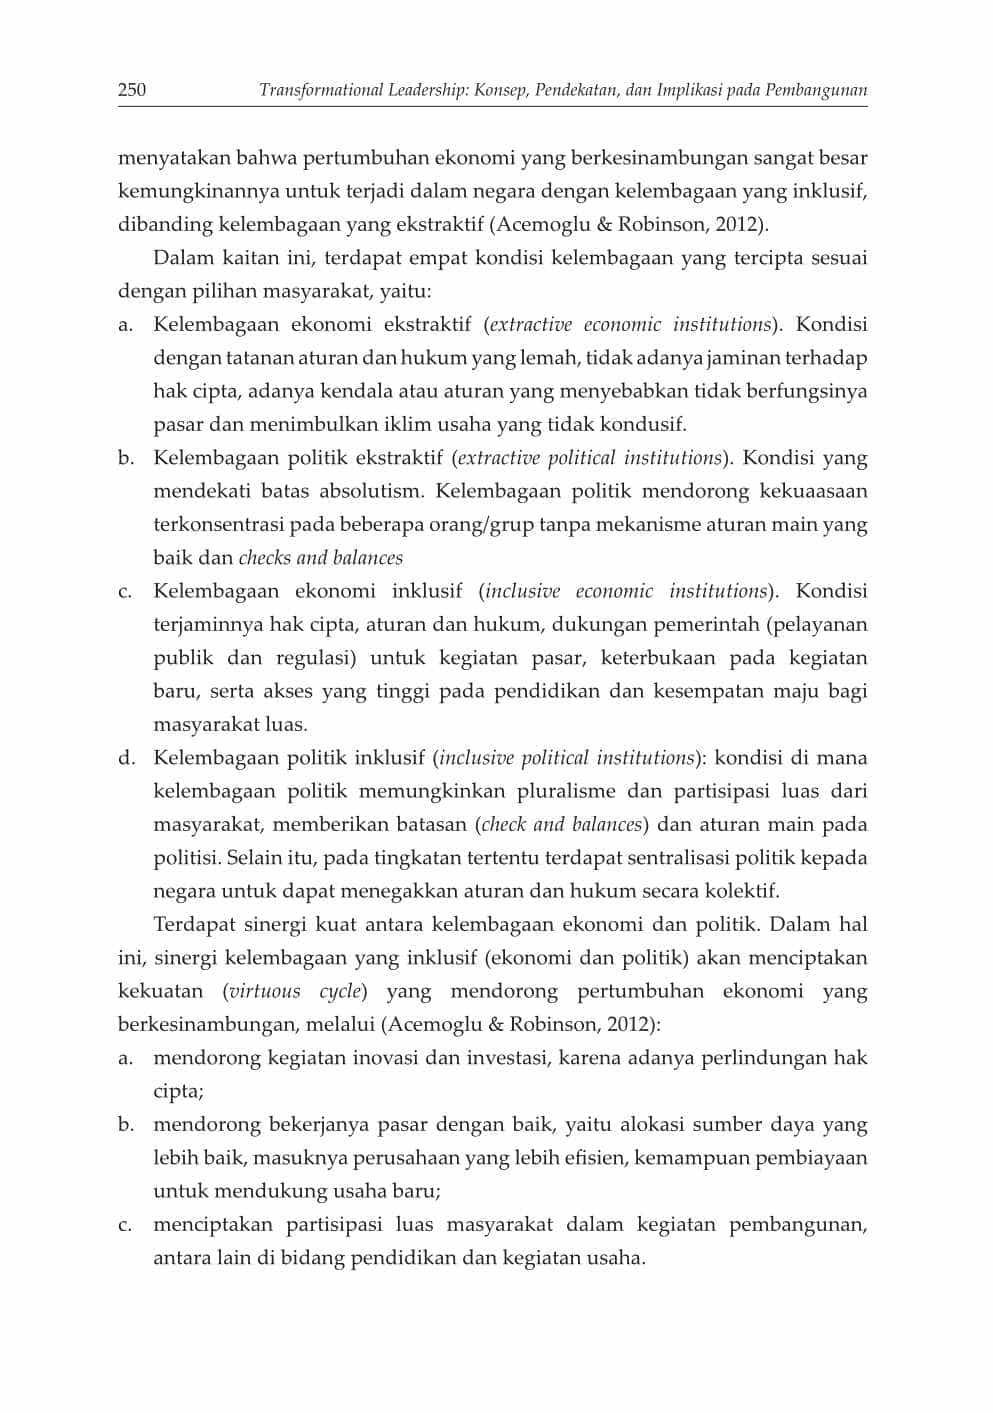 250 Transformational Leadership: Konsep, Pendekatan, dan Implikasi pada Pembangunan
menyatakan bahwa pertumbuhan ekonomi yang berkesinambungan sangat besar
kemungkinannya untuk terjadi dalam negara dengan kelembagaan yang inklusif,
dibanding kelembagaan yang ekstraktif (Acemoglu & Robinson, 2012).
Dalam kaitan ini, terdapat empat kondisi kelembagaan yang tercipta sesuai
dengan pilihan masyarakat, yaitu:
a. Kelembagaan ekonomi ekstraktif (extractive economic institutions). Kondisi
dengan tatanan aturan dan hukum yang lemah, tidak adanya jaminan terhadap
hak cipta, adanya kendala atau aturan yang menyebabkan tidak berfungsinya
pasar dan menimbulkan iklim usaha yang tidak kondusif.
b. Kelembagaan politik ekstraktif (extractive political institutions). Kondisi yang
mendekati batas absolutism. Kelembagaan politik mendorong kekuaasaan
terkonsentrasi pada beberapa orang/grup tanpa mekanisme aturan main yang
baik dan checks and balances
c. Kelembagaan ekonomi inklusif (inclusive economic institutions). Kondisi
terjaminnya hak cipta, aturan dan hukum, dukungan pemerintah (pelayanan
publik dan regulasi) untuk kegiatan pasar, keterbukaan pada kegiatan
baru, serta akses yang tinggi pada pendidikan dan kesempatan maju bagi
masyarakat luas.
d. Kelembagaan politik inklusif (inclusive political institutions): kondisi di mana
kelembagaan politik memungkinkan pluralisme dan partisipasi luas dari
masyarakat, memberikan batasan (check and balances) dan aturan main pada
politisi. Selain itu, pada tingkatan tertentu terdapat sentralisasi politik kepada
negara untuk dapat menegakkan aturan dan hukum secara kolektif.
Terdapat sinergi kuat antara kelembagaan ekonomi dan politik. Dalam hal
ini, sinergi kelembagaan yang inklusif (ekonomi dan politik) akan menciptakan
kekuatan (virtuous cycle) yang mendorong pertumbuhan ekonomi yang
berkesinambungan, melalui (Acemoglu & Robinson, 2012):
a. mendorong kegiatan inovasi dan investasi, karena adanya perlindungan hak
cipta;
b. mendorong bekerjanya pasar dengan baik, yaitu alokasi sumber daya yang
lebih baik, masuknya perusahaan yang lebih efisien, kemampuan pembiayaan
untuk mendukung usaha baru;
c. menciptakan partisipasi luas masyarakat dalam kegiatan pembangunan,
antara lain di bidang pendidikan dan kegiatan usaha.